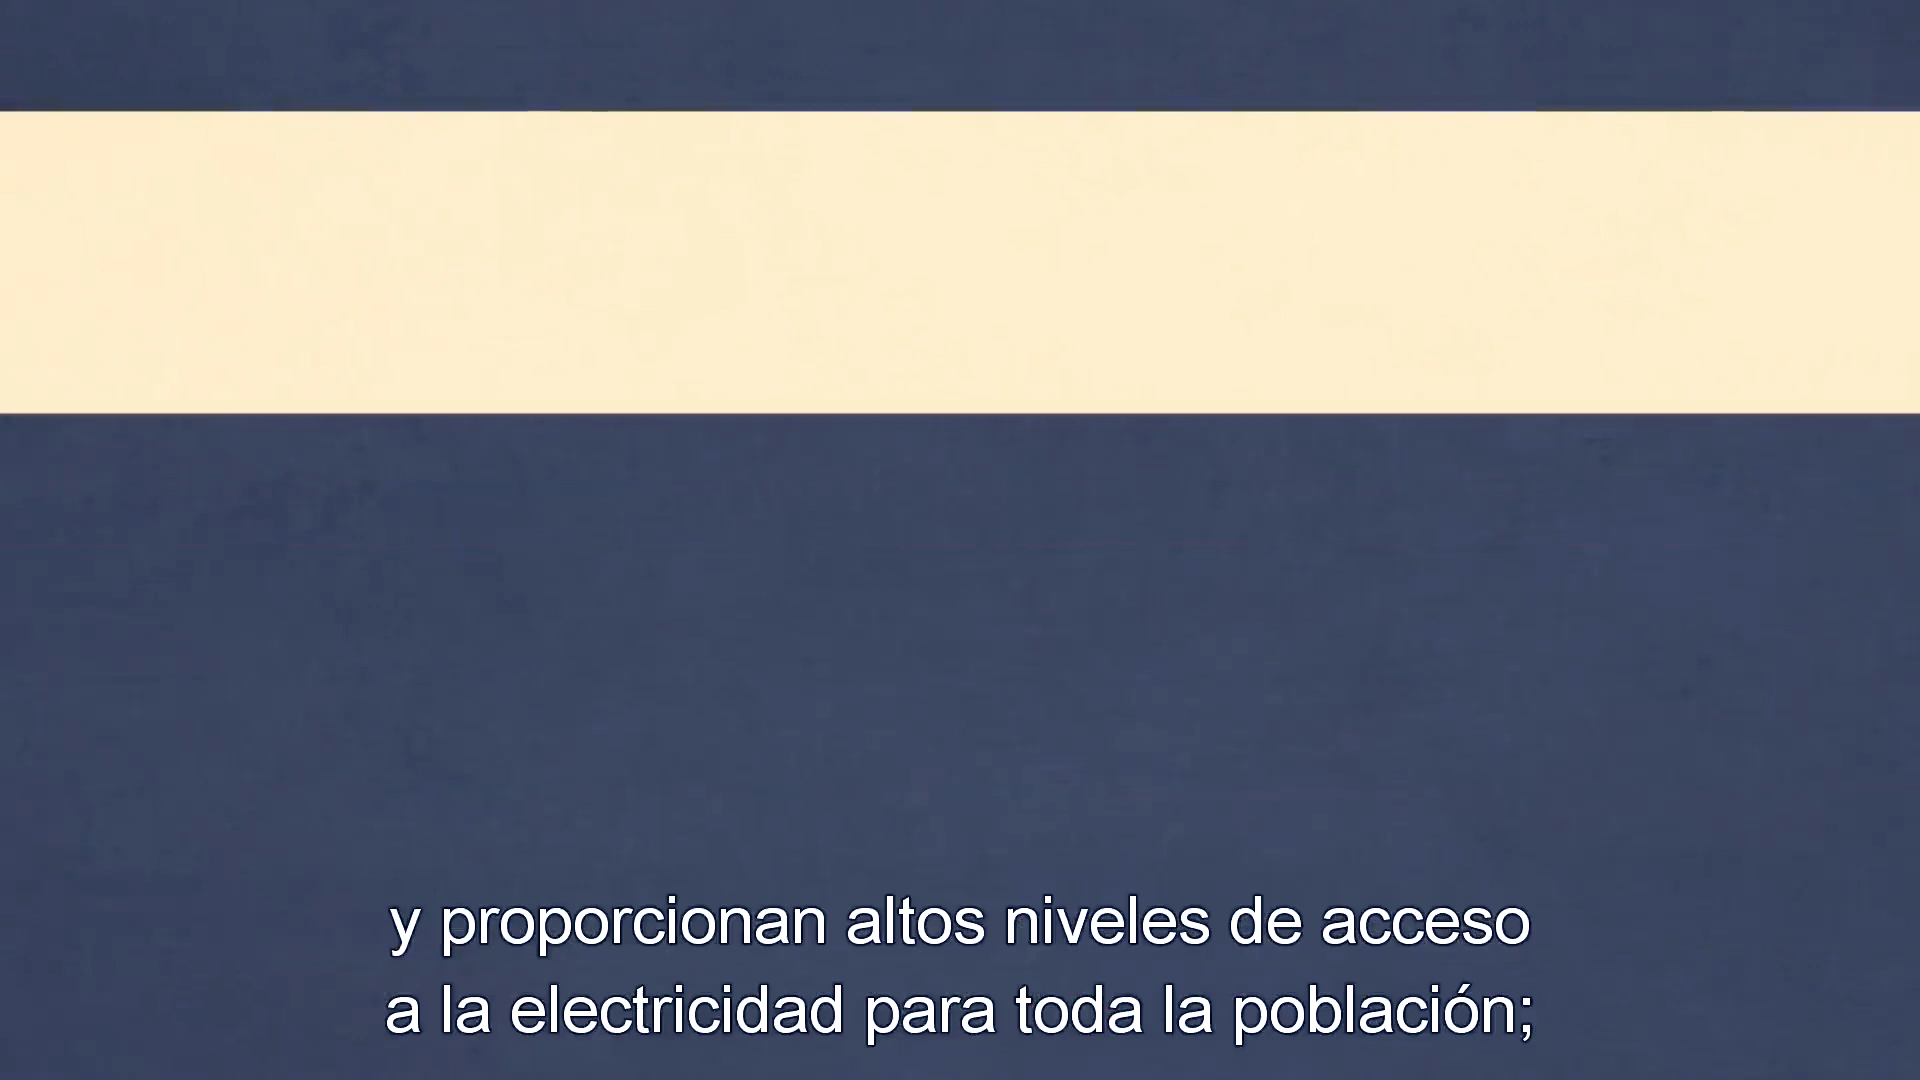 y proporcionan altos niveles de acceso
a la electricidad para toda la población;